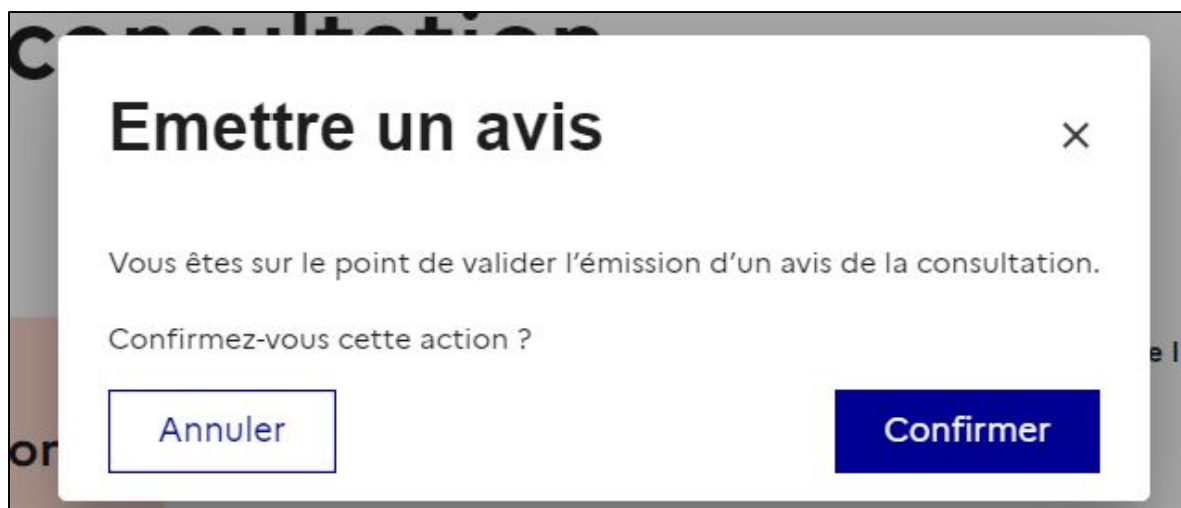 consultation
Emettre un avis
Vous êtes sur le point de valider l’émission d’un avis de la consultation.
Confirmez-vous cette action ?
Annuler
Confirmer